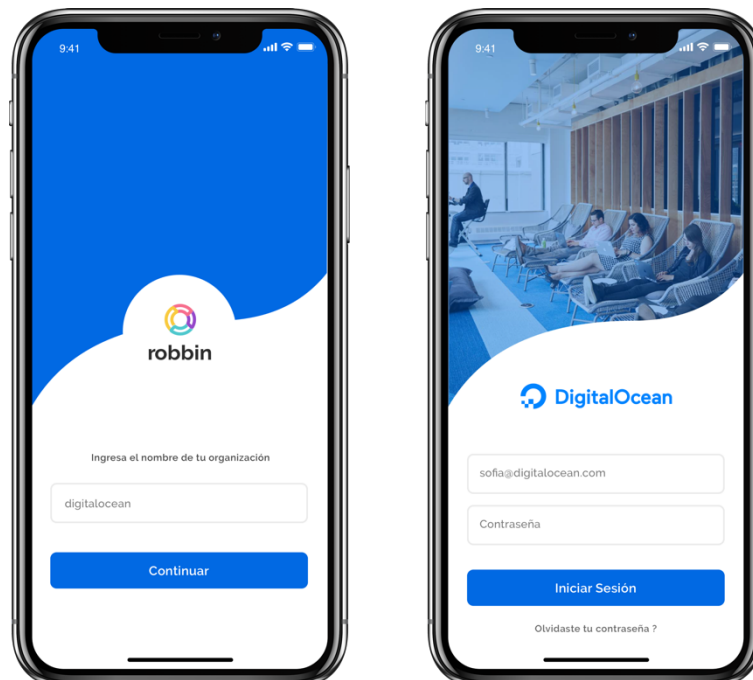 9:41
robbin
Ingresa el nombre de tu organización
digitalocean
Continuar
9:41
DigitalOcean
sofia@digitalocean.com
Contraseña
Iniciar Sesión
Olvidaste tu contraseña ?